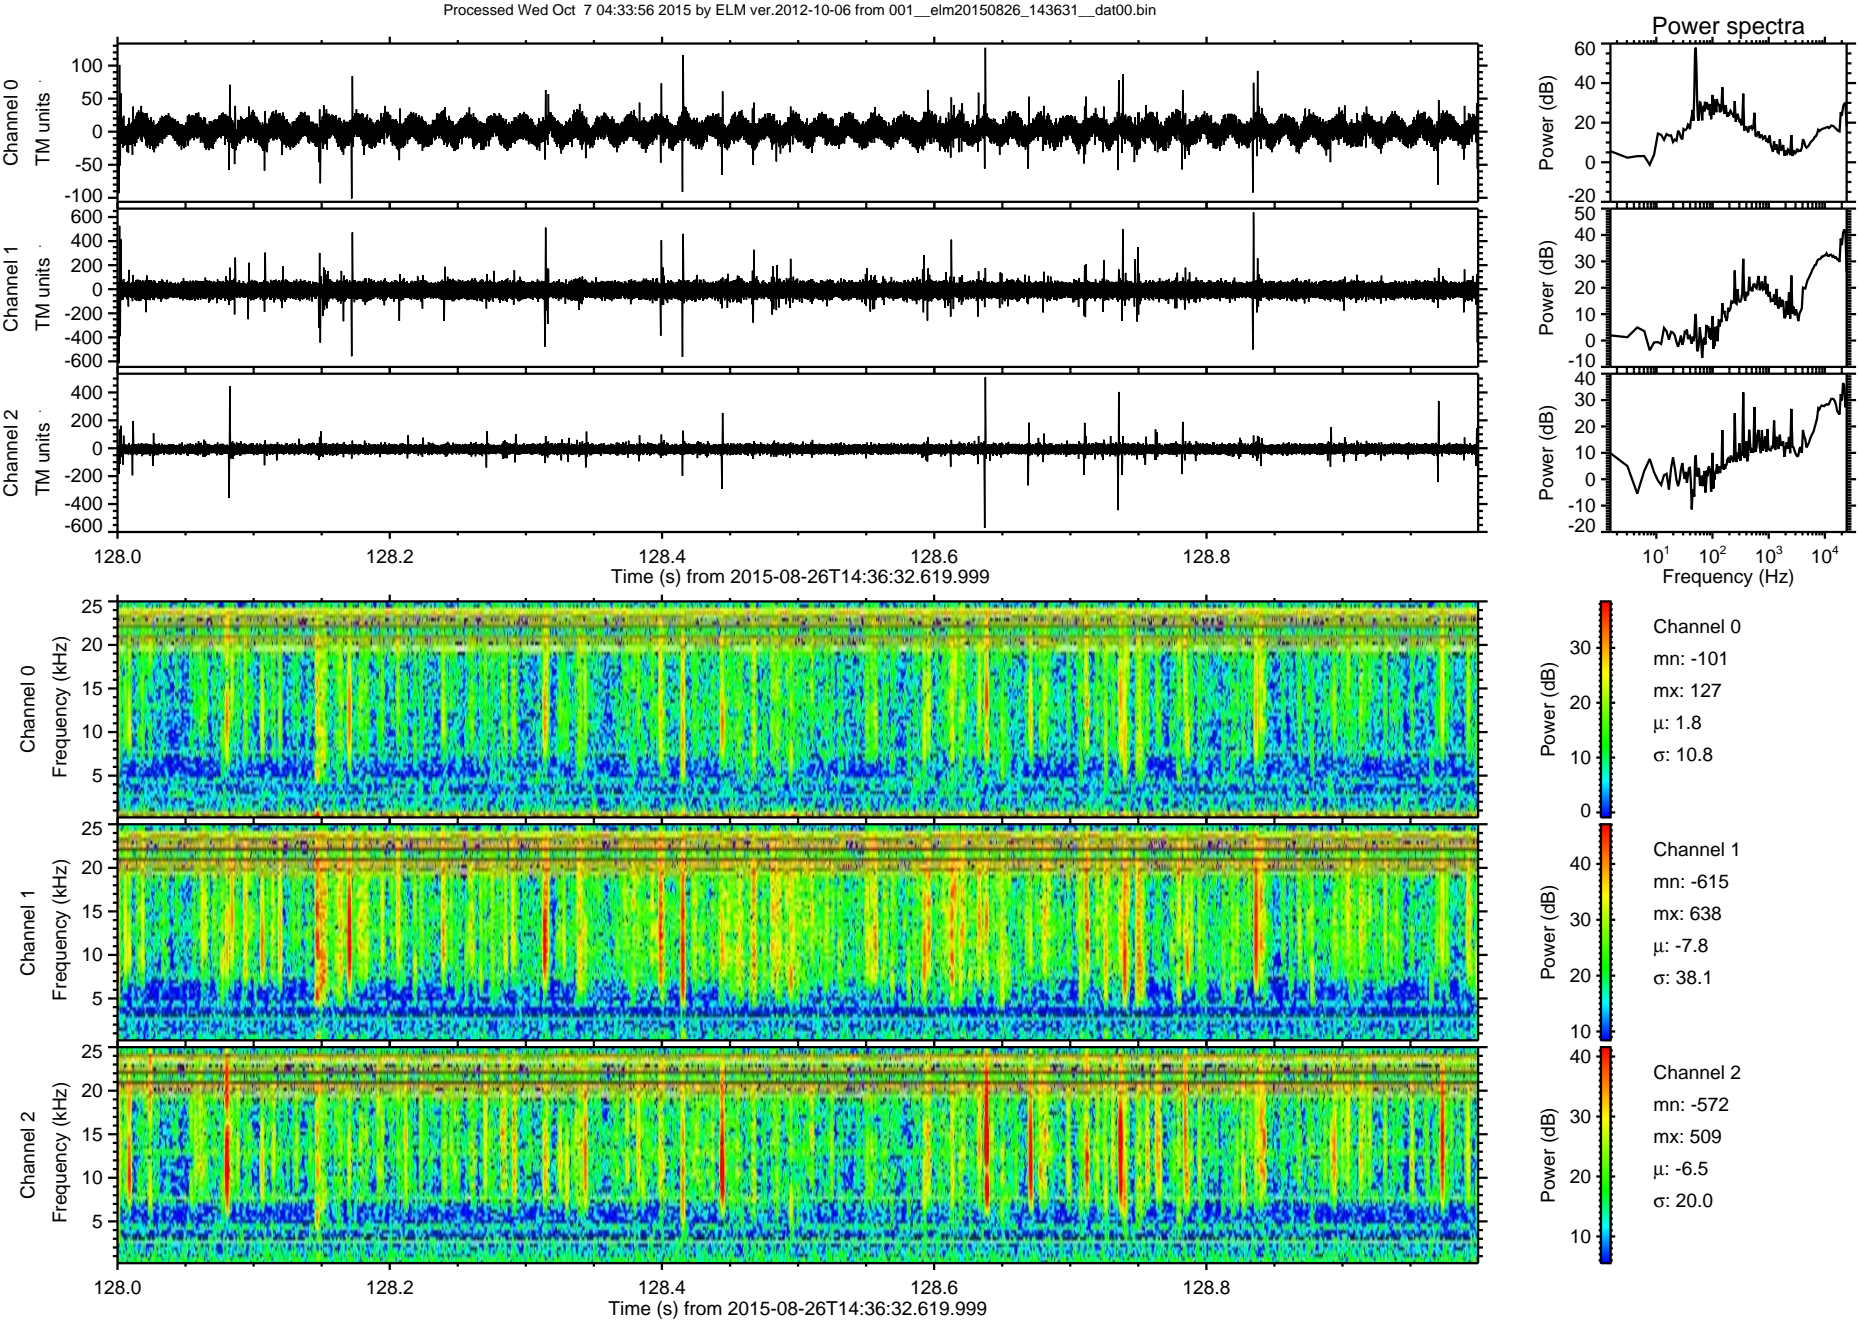 Processed Wed Oct  7 04:33:56 2015 by ELM ver.2012-10-06 from 001__elm20150826_143631__dat00.bin
Power spectra
Channel 0
TM units
100
50
0
-50
-100
Power (dB)
60
40
20
0
-20
Channel 1
TM units
600
400
200
0
-200
-400
-600
Power (dB)
50
40
30
20
10
0
-10
Channel 2
TM units
400
200
0
-200
-400
-600
Power (dB)
40
30
20
10
0
-10
-20
128.0 128.2 128.4 128.6 128.8
Time (s) from 2015-08-26T14:36:32.619.999
10¹ 10² 10³ 10⁴
Frequency (Hz)
Channel 0
Frequency (kHz)
25
20
15
10
5
Power (dB)
30
20
10
0
Channel 0
mn: -101
mx: 127
μ: 1.8
σ: 10.8
Channel 1
Frequency (kHz)
25
20
15
10
5
Power (dB)
40
30
20
10
Channel 1
mn: -615
mx: 638
μ: -7.8
σ: 38.1
Channel 2
Frequency (kHz)
25
20
15
10
5
Power (dB)
40
30
20
10
Channel 2
mn: -572
mx: 509
μ: -6.5
σ: 20.0
128.0 128.2 128.4 128.6 128.8
Time (s) from 2015-08-26T14:36:32.619.999